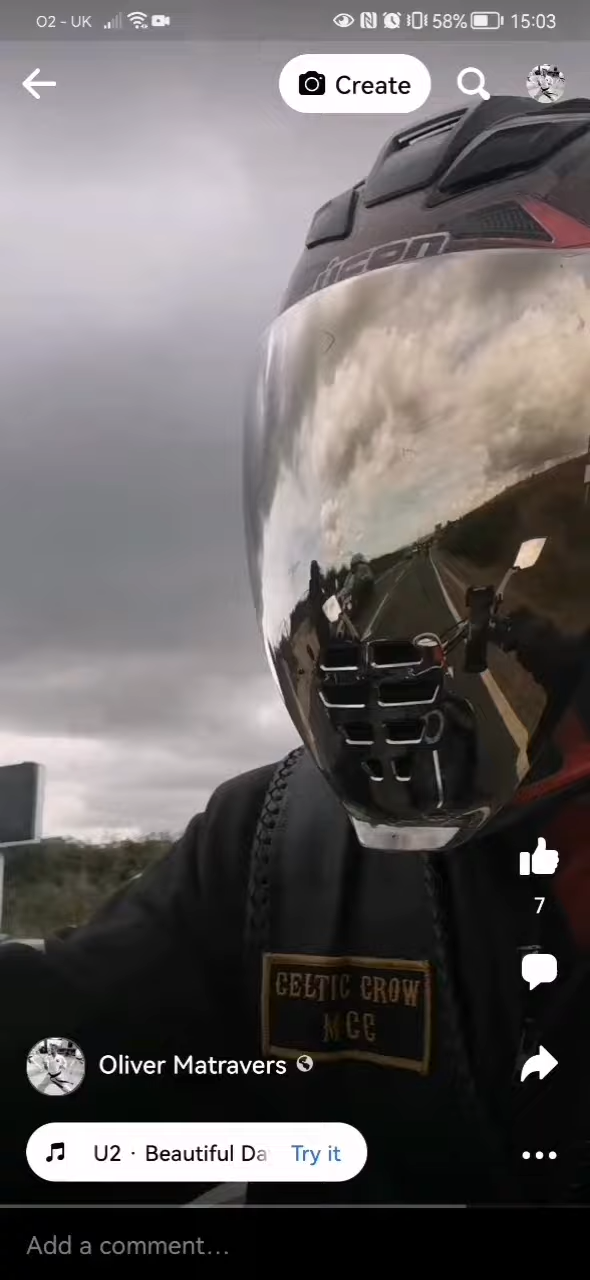 O2 - UK
58%
15:03
Create
CELTIC CROW
MCC
Oliver Matravers
U2 · Beautiful Da
Try it
7
Add a comment...